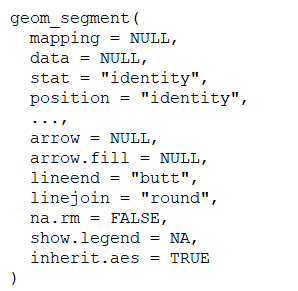 geom_segment(
  mapping = NULL,
  data = NULL,
  stat = "identity",
  position = "identity",
  ...,
  arrow = NULL,
  arrow.fill = NULL,
  lineend = "butt",
  linejoin = "round",
  na.rm = FALSE,
  show.legend = NA,
  inherit.aes = TRUE
)